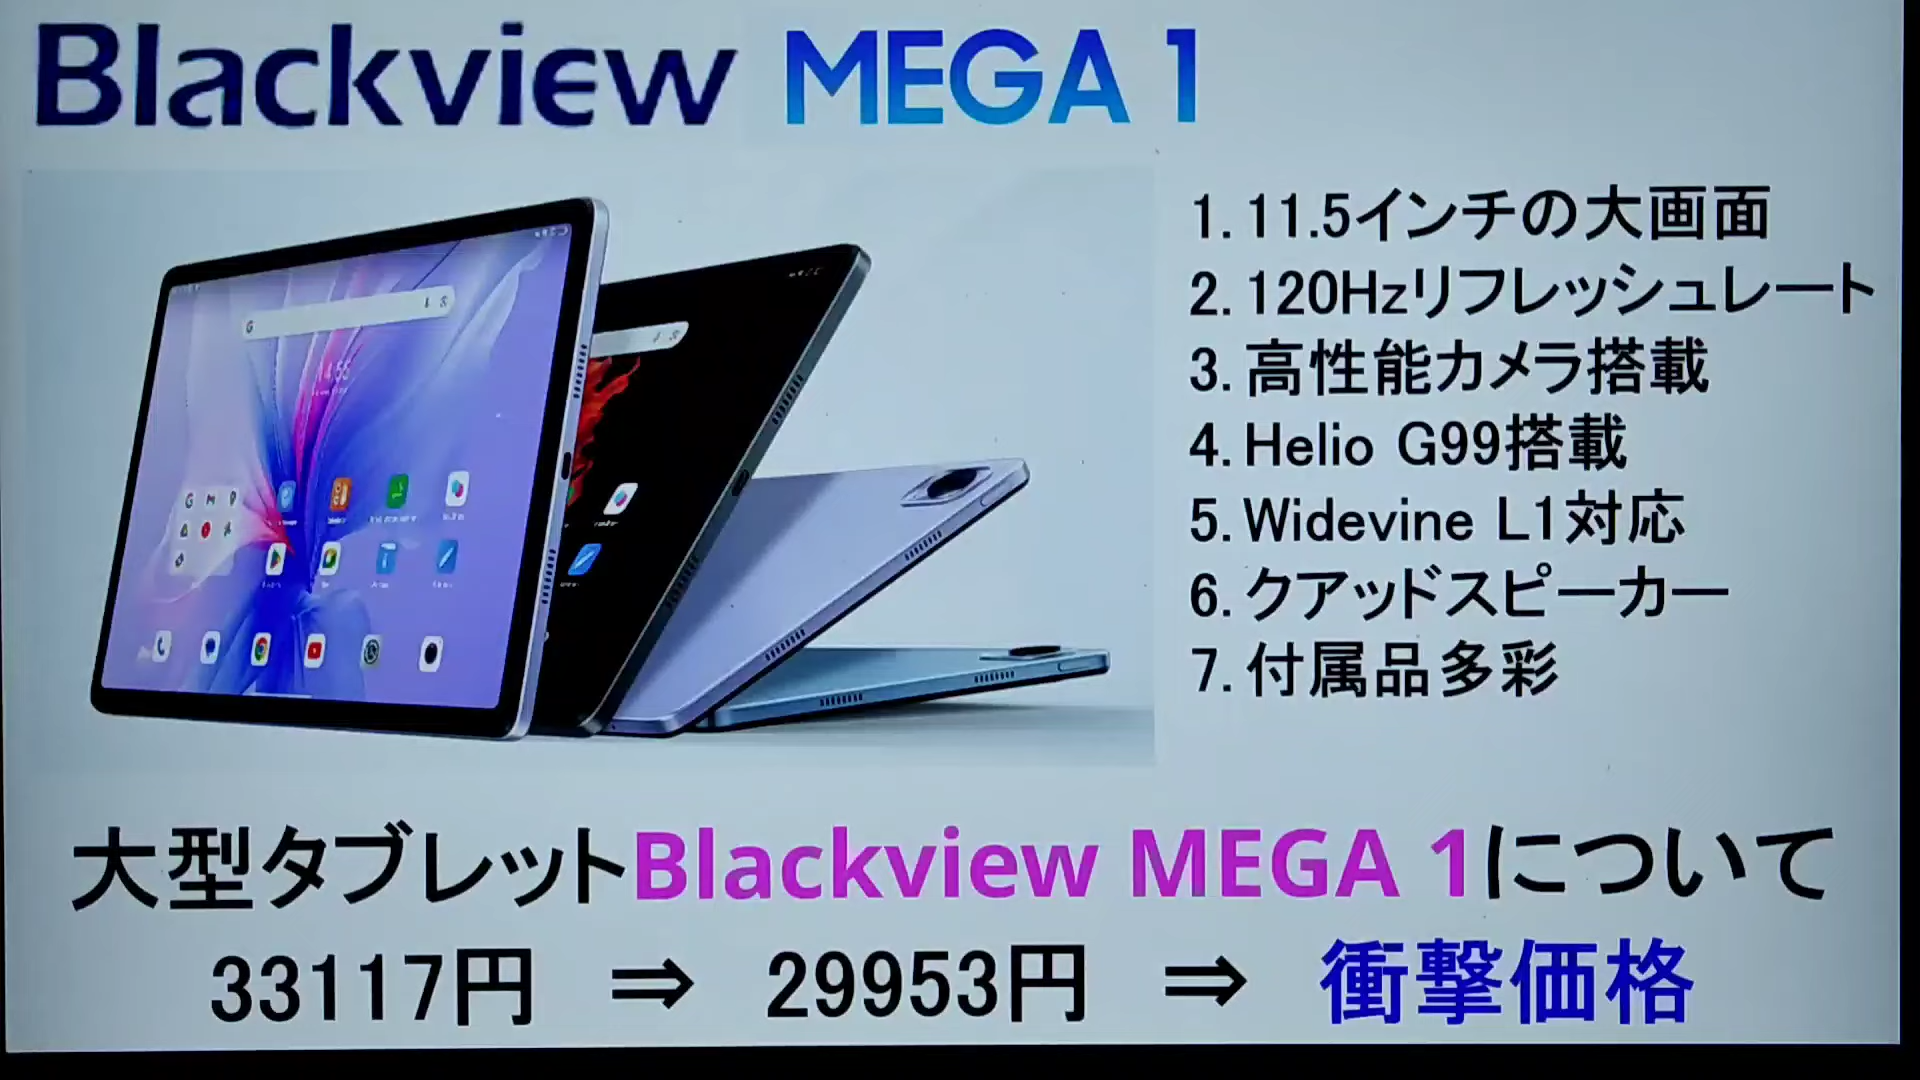 Blackview MEGA 1
1. 11.5インチの大画面
2. 120Hzリフレッシュレート
3. 高性能カメラ搭載
4. Helio G99搭載
5. Widevine L1対応
6. クアッドスピーカー
7. 付属品多彩
大型タブレットBlackview MEGA 1について
33117円 ⇒ 29953円 ⇒ 衝撃価格